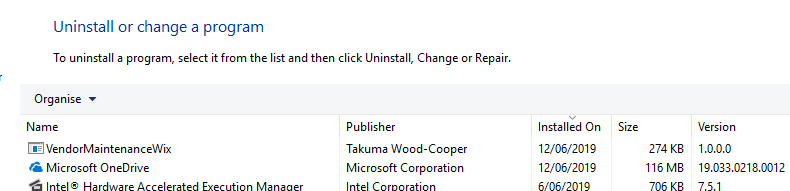 Uninstall or change a program
To uninstall a program, select it from the list and then click Uninstall, Change or Repair.
Organise
Name Publisher Installed On Size Version
VendorMaintenanceWix Takuma Wood-Cooper 12/06/2019 274 KB 1.0.0.0
Microsoft OneDrive Microsoft Corporation 12/06/2019 116 MB 19.033.0218.0012
Intel® Hardware Accelerated Execution Manager Intel Corporation 6/06/2019 706 KB 7.5.1